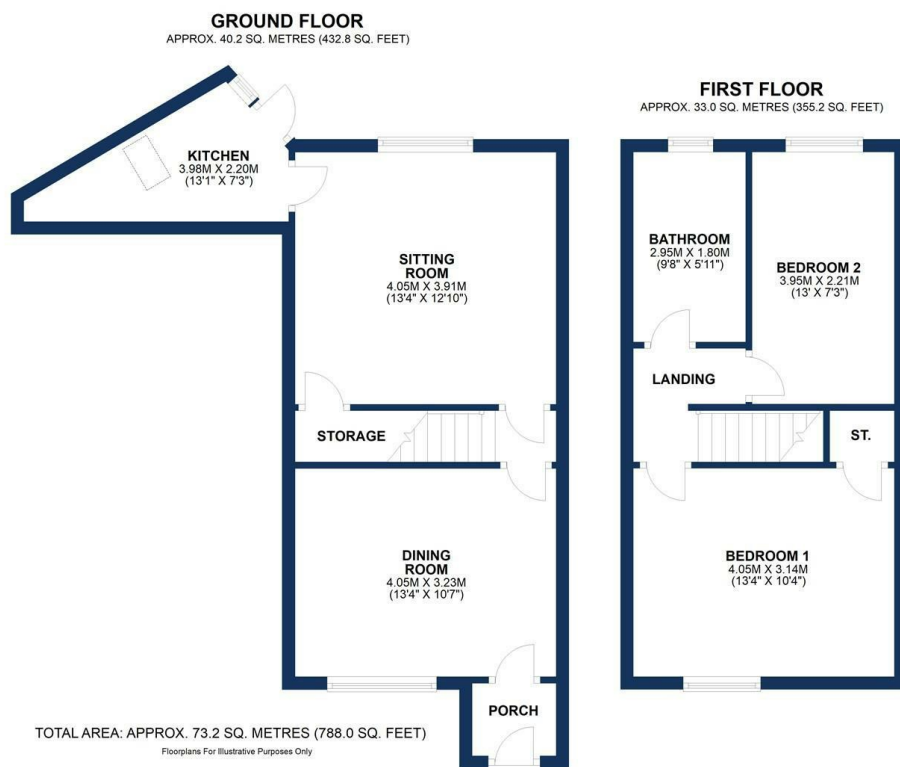 GROUND FLOOR
APPROX. 40.2 SQ. METRES (432.8 SQ. FEET)
KITCHEN
3.98M X 2.20M
(13'1" X 7'3")
SITTING
ROOM
4.05M X 3.91M
(13'4" X 12'10")
STORAGE
DINING
ROOM
4.05M X 3.23M
(13'4" X 10'7")
PORCH
FIRST FLOOR
APPROX. 33.0 SQ. METRES (355.2 SQ. FEET)
BATHROOM
2.95M X 1.80M
(9'8" X 5'11")
BEDROOM 2
3.95M X 2.21M
(13' X 7'3")
LANDING
ST.
BEDROOM 1
4.05M X 3.14M
(13'4" X 10'4")
TOTAL AREA: APPROX. 73.2 SQ. METRES (788.0 SQ. FEET)
Floorplans For Illustrative Purposes Only